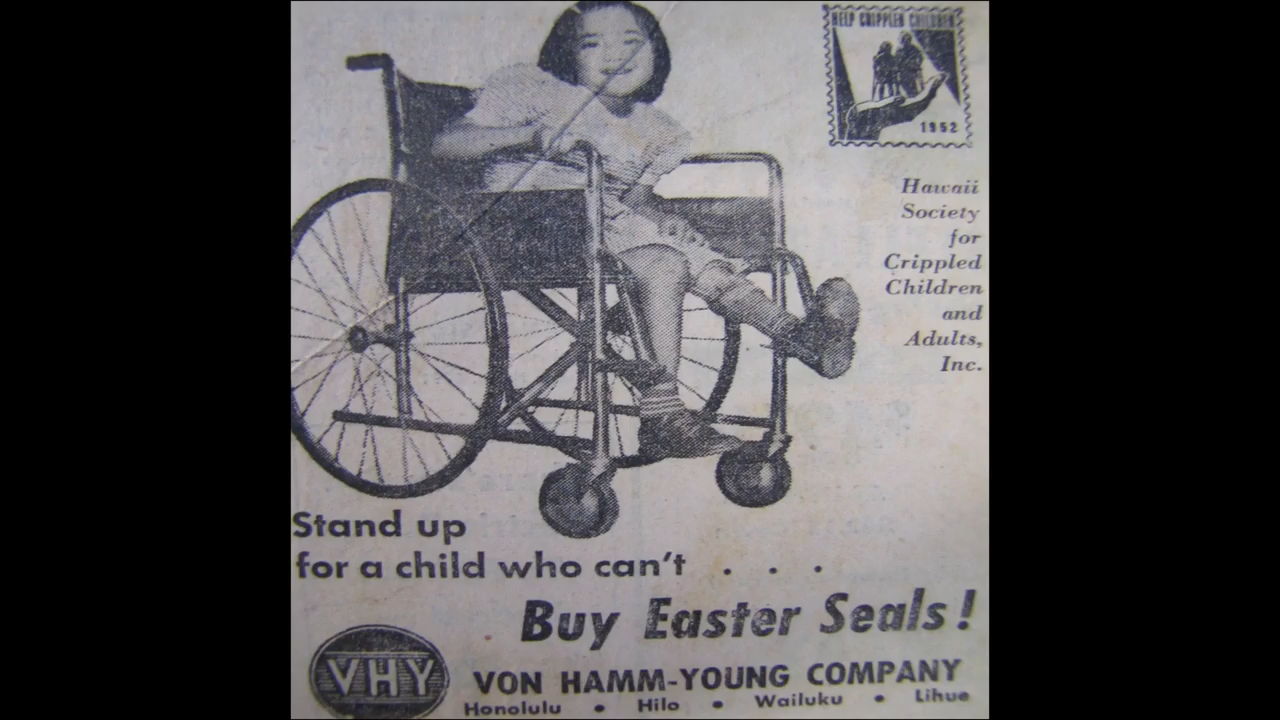 HELP CRIPPLED CHILDREN
1952
Hawaii
Society
for
Crippled
Children
and
Adults,
Inc.
Stand up
for a child who can't . . .
Buy Easter Seals!
VHY
VON HAMM-YOUNG COMPANY
Honolulu • Hilo • Wailuku • Lihue